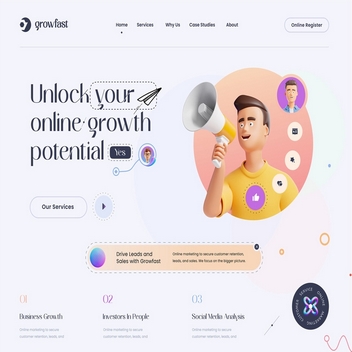 growfast
Home Services Why Us Case Studies About
Online Register
Unlock your
online growth
potential Yes
Our Services
Drive Leads and
Sales with Growfast
Online marketing to secure customer retention,
leads, and sales. We focus on the bigger picture.
01
Business Growth
Online marketing to secure customer
retention, leads, and
02
Investors In People
Online marketing to secure customer
retention, leads, and
03
Social Media Analysis
Online marketing to secure customer
retention, leads, and